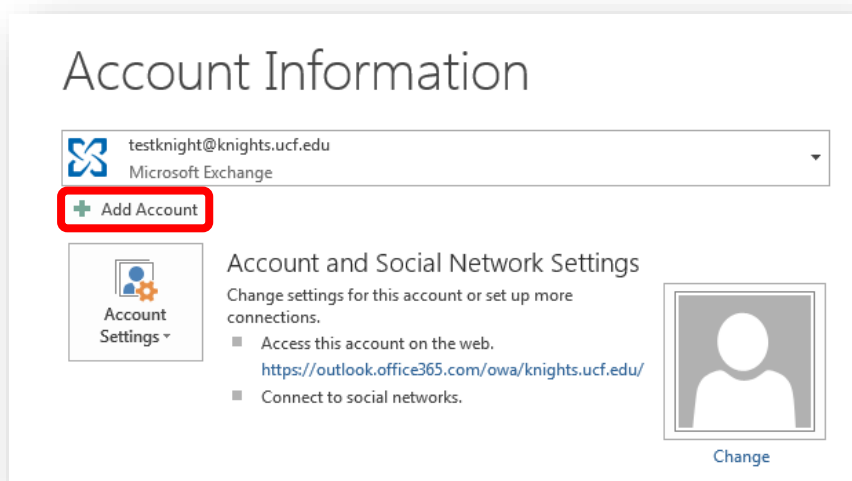 Account Information
testknight@knights.ucf.edu
Microsoft Exchange
Add Account
Account
Settings
Account and Social Network Settings
Change settings for this account or set up more
connections.
Access this account on the web.
https://outlook.office365.com/owa/knights.ucf.edu/
Connect to social networks.
Change